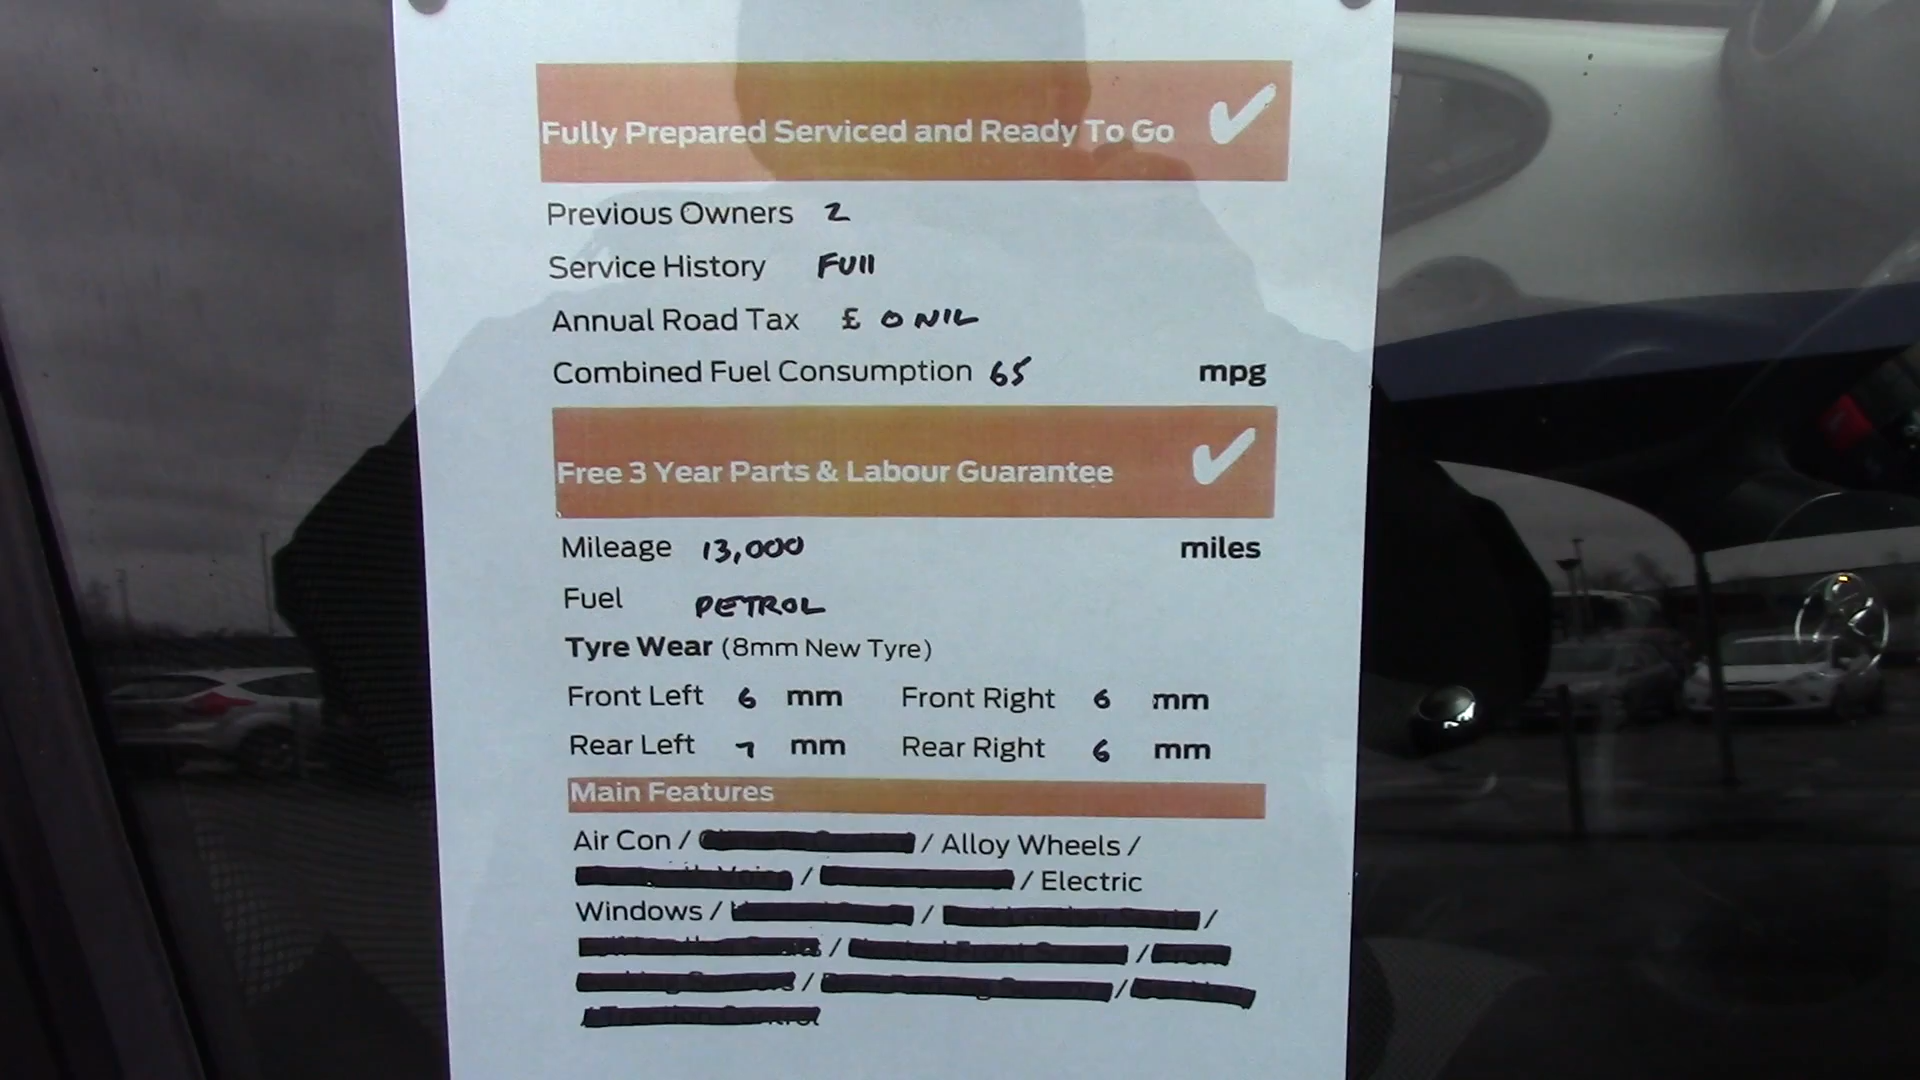 Fully Prepared Serviced and Ready To Go
Previous Owners 2
Service History FUll
Annual Road Tax £ 0 NIL
Combined Fuel Consumption 65 mpg
Free 3 Year Parts & Labour Guarantee
Mileage 13,000 miles
Fuel PETROL
Tyre Wear (8mm New Tyre)
Front Left 6 mm Front Right 6 mm
Rear Left 7 mm Rear Right 6 mm
Main Features
Air Con / / Alloy Wheels /
/ / Electric
Windows / / /
/ /
/ /